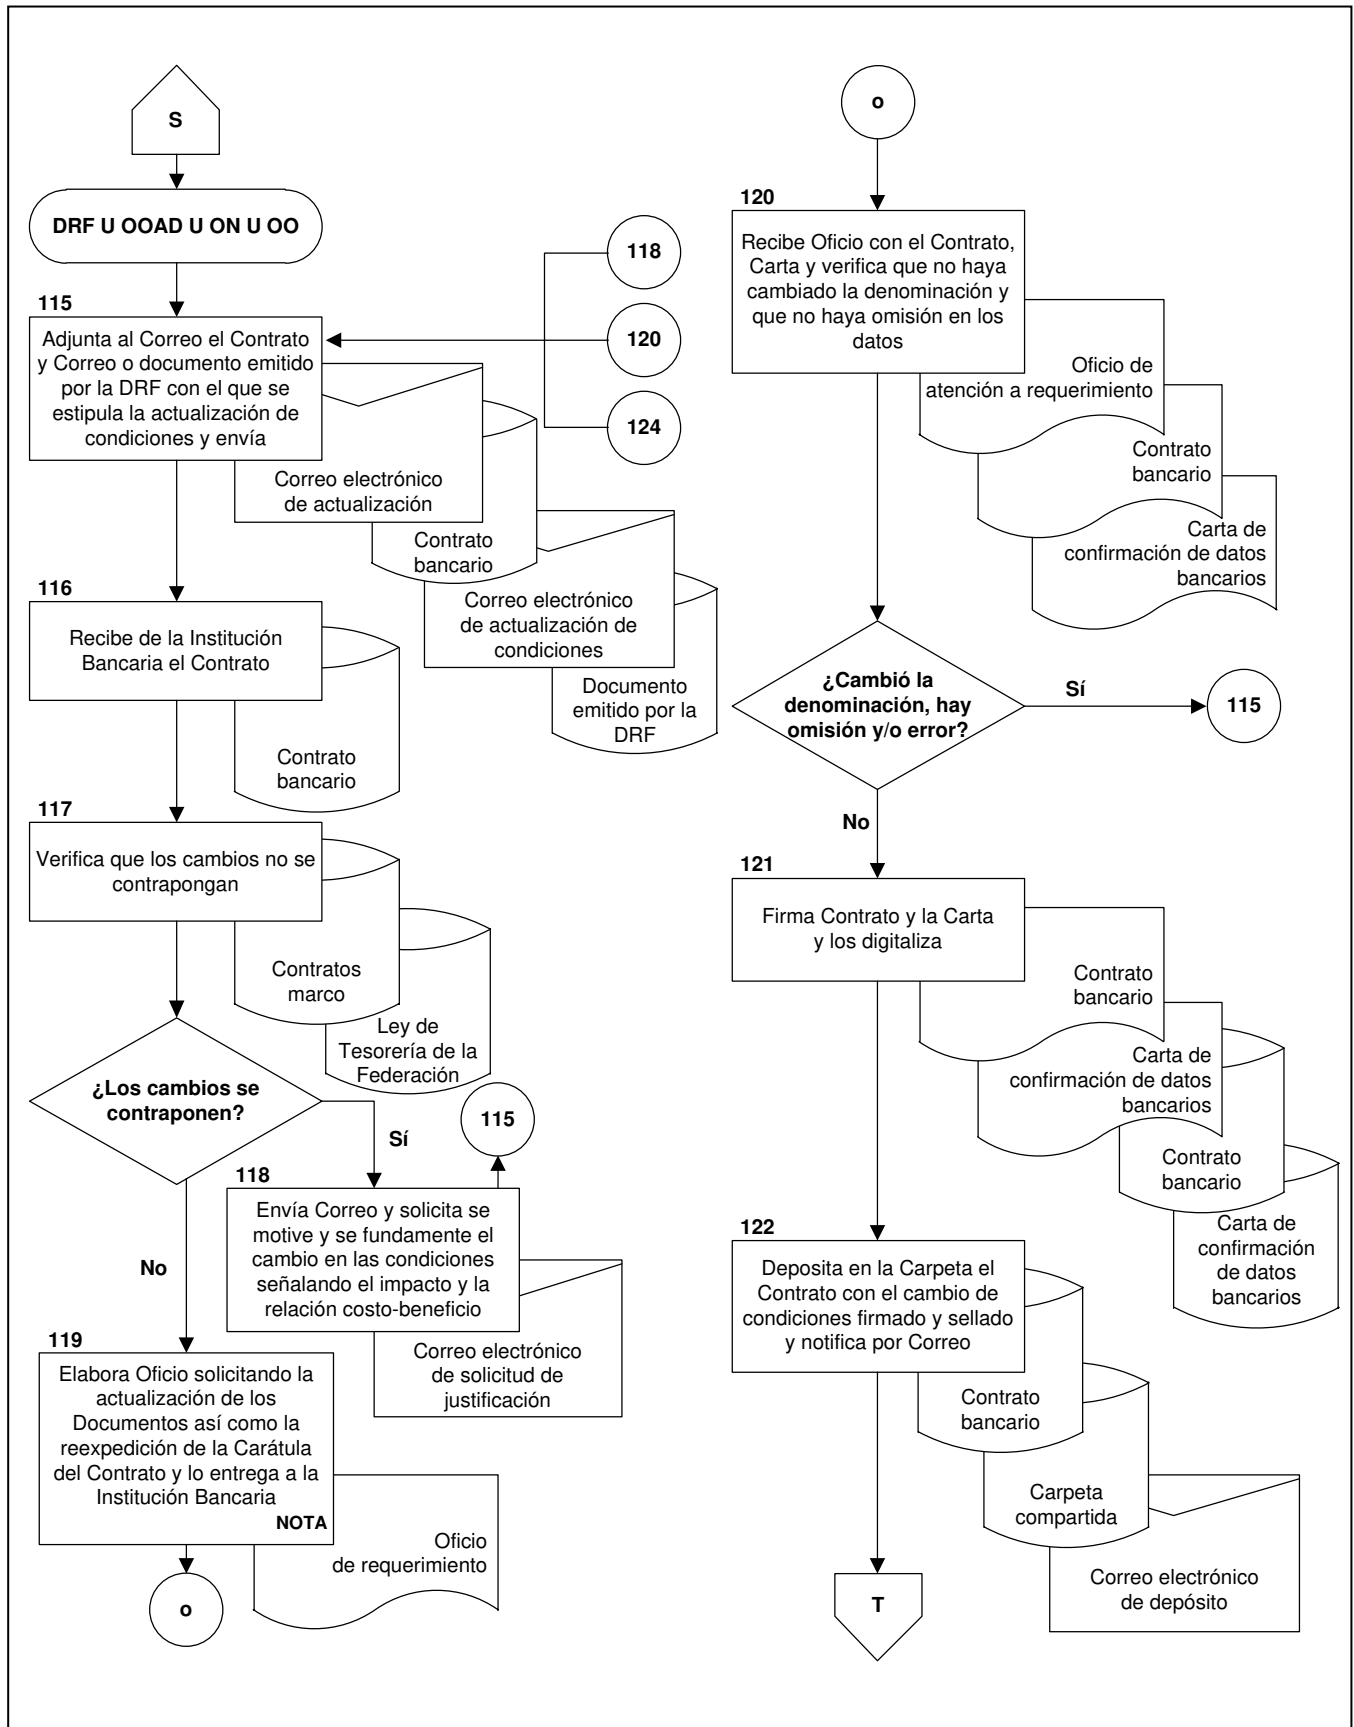 S
DRF U OOAD U ON U OO
118
120
124
115
Adjunta al Correo el Contrato
y Correo o documento emitido
por la DRF con el que se
estipula la actualización de
condiciones y envía
Correo electrónico
de actualización
Contrato
bancario
Correo electrónico
de actualización de
condiciones
Documento
emitido por la
DRF
116
Recibe de la Institución
Bancaria el Contrato
Contrato
bancario
117
Verifica que los cambios no se
contrapongan
Contratos
marco
Ley de
Tesorería de la
Federación
¿Los cambios se
contraponen?
Sí
115
118
Envía Correo y solicita se
motive y se fundamente el
cambio en las condiciones
señalando el impacto y la
relación costo-beneficio
Correo electrónico
de solicitud de
justificación
No
119
Elabora Oficio solicitando la
actualización de los
Documentos así como la
reexpedición de la Carátula
del Contrato y lo entrega a la
Institución Bancaria
NOTA
Oficio
de requerimiento
o
o
120
Recibe Oficio con el Contrato,
Carta y verifica que no haya
cambiado la denominación y
que no haya omisión en los
datos
Oficio de
atención a requerimiento
Contrato
bancario
Carta de
confirmación de datos
bancarios
¿Cambió la
denominación, hay
omisión y/o error?
Sí
115
No
121
Firma Contrato y la Carta
y los digitaliza
Contrato
bancario
Carta de
confirmación de datos
bancarios
Contrato
bancario
Carta de
confirmación
de datos
bancarios
122
Deposita en la Carpeta el
Contrato con el cambio de
condiciones firmado y sellado
y notifica por Correo
Contrato
bancario
Carpeta
compartida
Correo electrónico
de depósito
T